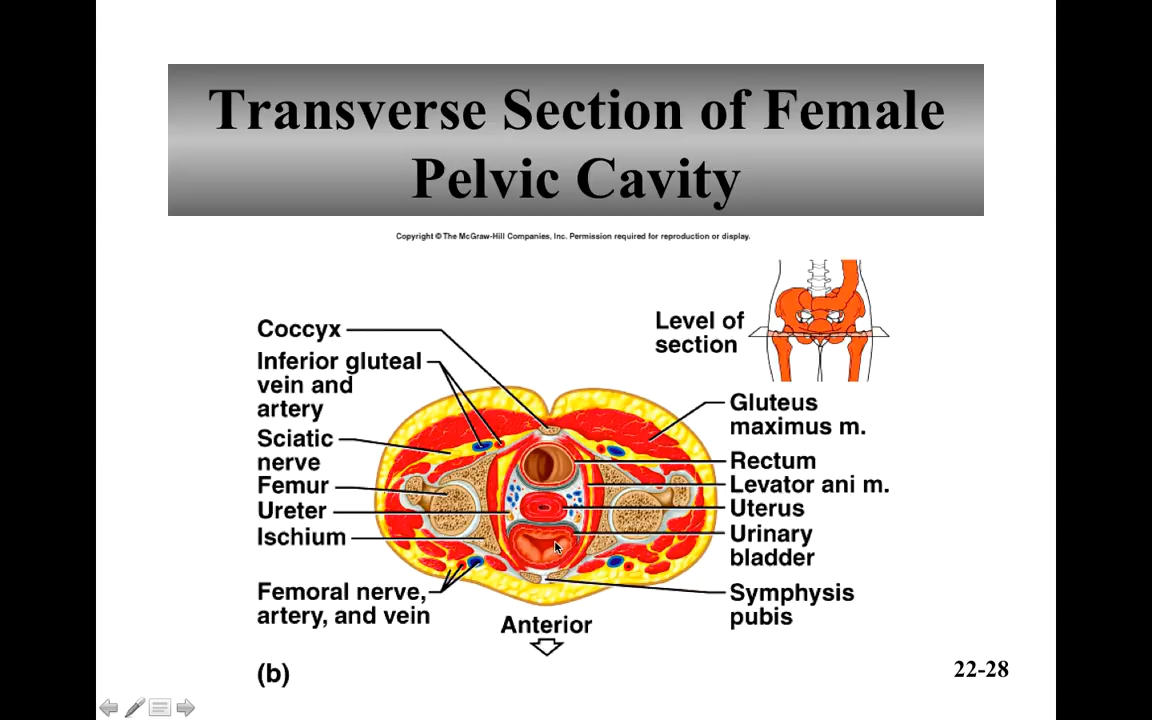 Transverse Section of Female
Pelvic Cavity
Copyright © The McGraw-Hill Companies, Inc. Permission required for reproduction or display.
Level of
section
Coccyx
Inferior gluteal
vein and
artery
Sciatic
nerve
Femur
Ureter
Ischium
Femoral nerve,
artery, and vein
Gluteus
maximus m.
Rectum
Levator ani m.
Uterus
Urinary
bladder
Symphysis
pubis
Anterior
(b)
22-28